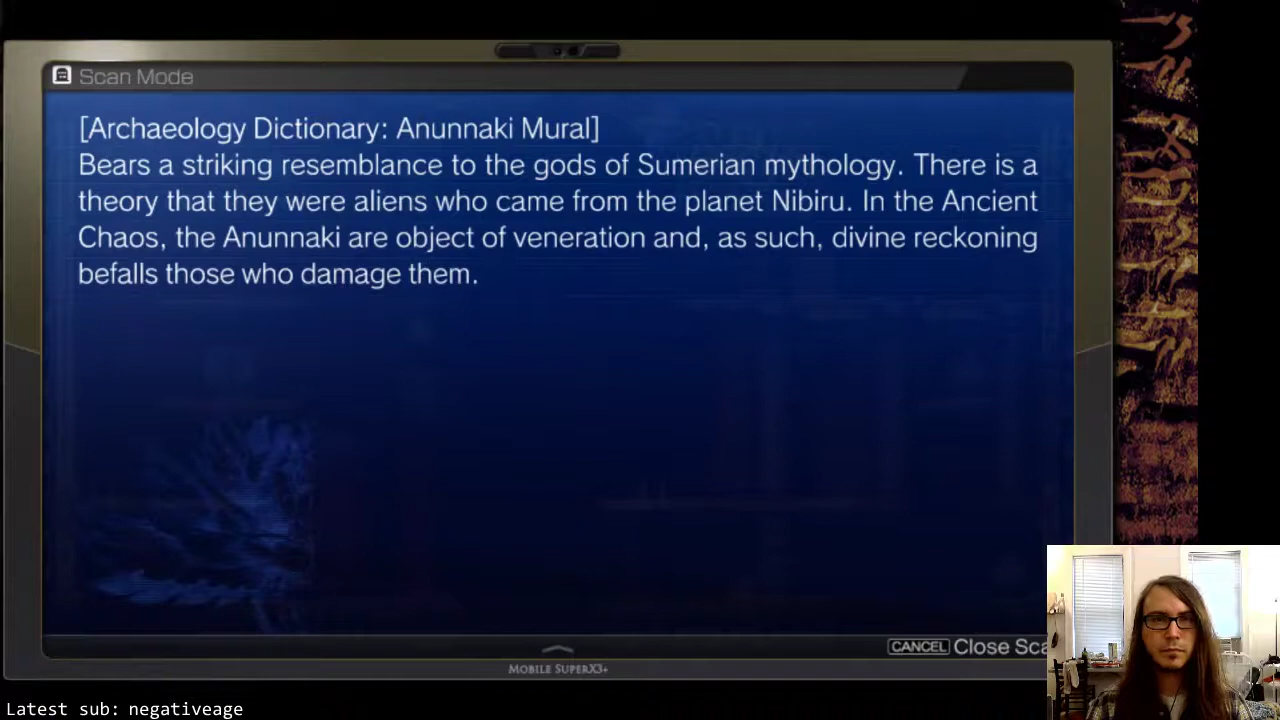 Scan Mode
[Archaeology Dictionary: Anunnaki Mural]
Bears a striking resemblance to the gods of Sumerian mythology. There is a
theory that they were aliens who came from the planet Nibiru. In the Ancient
Chaos, the Anunnaki are object of veneration and, as such, divine reckoning
befalls those who damage them.
CANCEL Close Sca
MOBILE SUPERX3+
Latest sub: negativeage